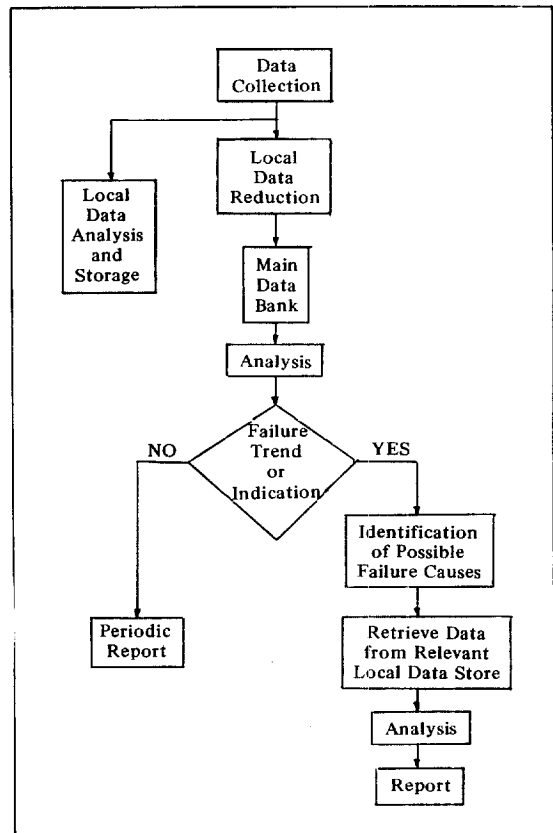 Data
Collection
Local
Data
Analysis
and
Storage
Local
Data
Reduction
Main
Data
Bank
Analysis
Failure
Trend
or
Indication
NO
YES
Periodic
Report
Identification
of Possible
Failure Causes
Retrieve Data
from Relevant
Local Data Store
Analysis
Report